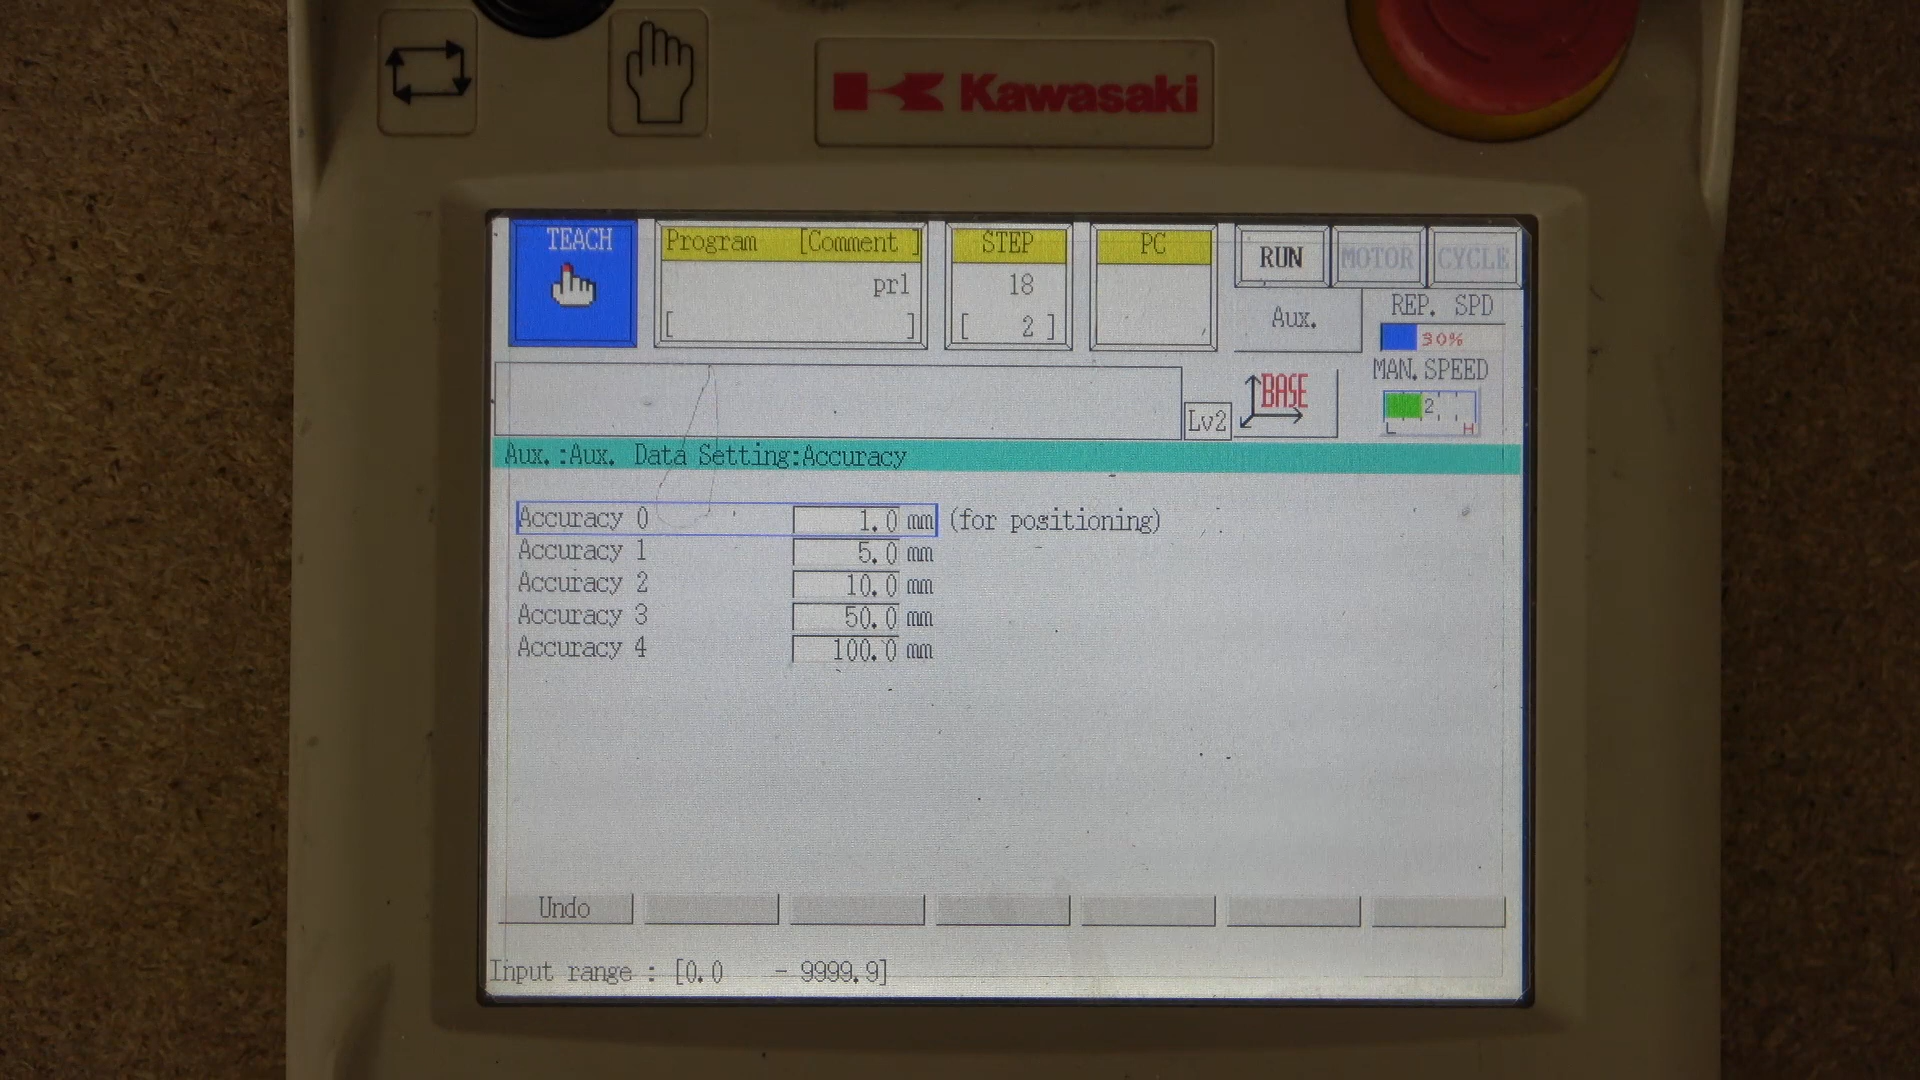 Kawasaki
TEACH
Program [Comment ]
pr1
[ ]
STEP
18
[ 2 ]
PC
RUN
MOTOR
CYCLE
Aux.
REP. SPD
30%
MAN.SPEED
2
L H
Lv2
BASE
Aux.:Aux. Data Setting:Accuracy
Accuracy 0 1.0 mm (for positioning)
Accuracy 1 5.0 mm
Accuracy 2 10.0 mm
Accuracy 3 50.0 mm
Accuracy 4 100.0 mm
Undo
Input range : [0.0 - 9999.9]